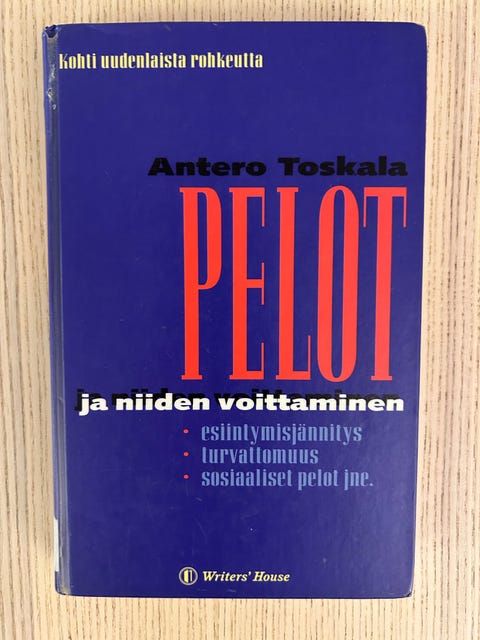 Kohti uudenlaista rohkeutta
Antero Toskala
PELOT
ja niiden voittaminen
• esiintymisjännitys
• turvattomuus
• sosiaaliset pelot jne.
Writers' House